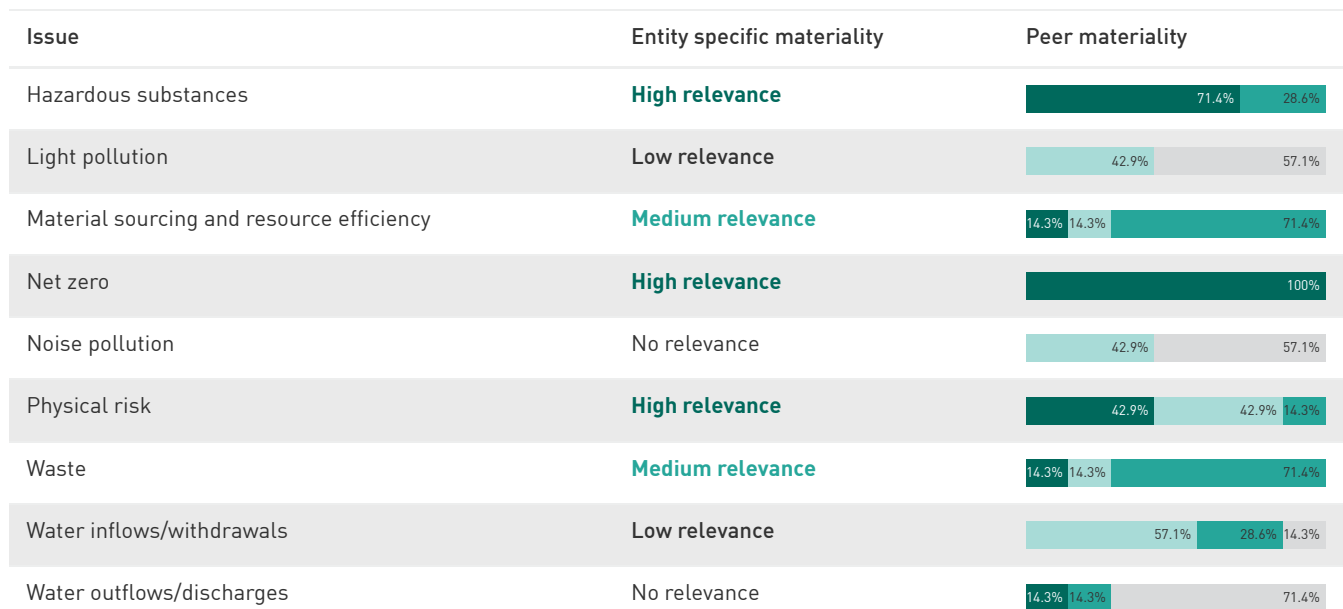 Issue Entity specific materiality Peer materiality
Hazardous substances High relevance 71.4% 28.6%
Light pollution Low relevance 42.9% 57.1%
Material sourcing and resource efficiency Medium relevance 14.3% 14.3% 71.4%
Net zero High relevance 100%
Noise pollution No relevance 42.9% 57.1%
Physical risk High relevance 42.9% 42.9% 14.3%
Waste Medium relevance 14.3% 14.3% 71.4%
Water inflows/withdrawals Low relevance 57.1% 28.6% 14.3%
Water outflows/discharges No relevance 14.3% 14.3% 71.4%